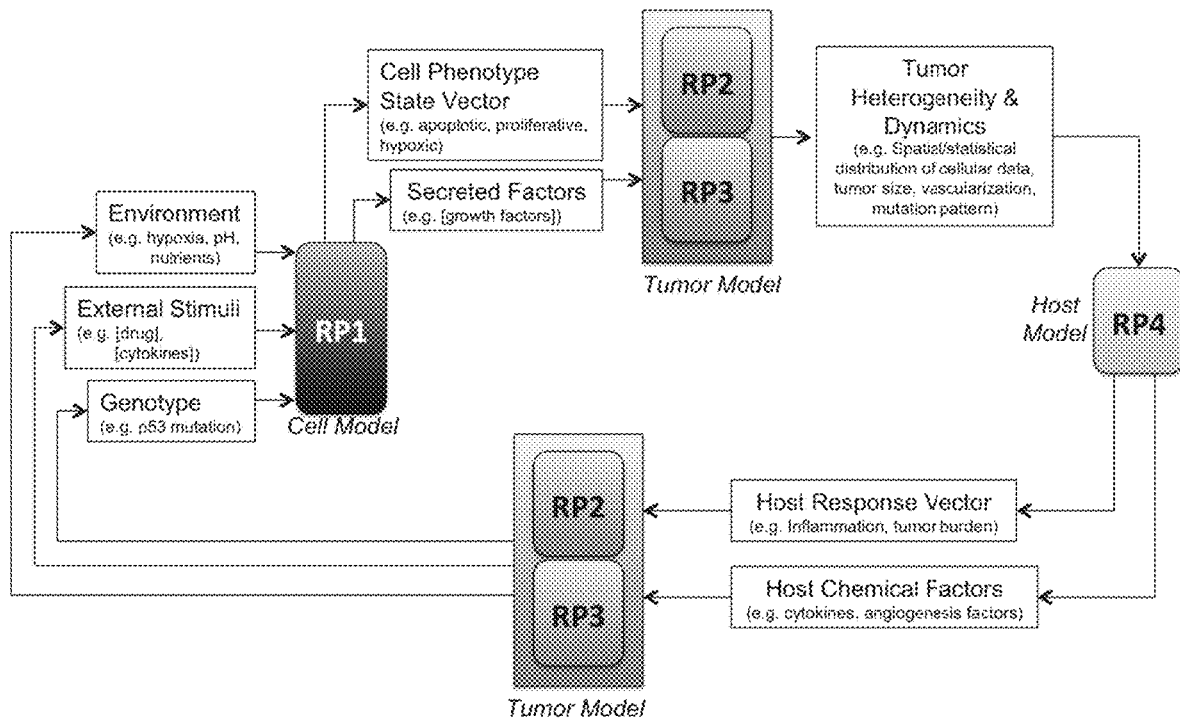 Cell Phenotype
State Vector
(e.g. apoptotic, proliferative,
hypoxic)
RP2
RP3
Tumor Model
Tumor
Heterogeneity &
Dynamics
(e.g. Spatial/statistical
distribution of cellular data,
tumor size, vascularization,
mutation pattern)
Secreted Factors
(e.g. [growth factors])
Environment
(e.g. hypoxia, pH,
nutrients)
External Stimuli
(e.g. [drug],
[cytokines])
Genotype
(e.g. p53 mutation)
RP1
Cell Model
Host
Model
RP4
Host Response Vector
(e.g. Inflammation, tumor burden)
Host Chemical Factors
(e.g. cytokines, angiogenesis factors)
RP2
RP3
Tumor Model